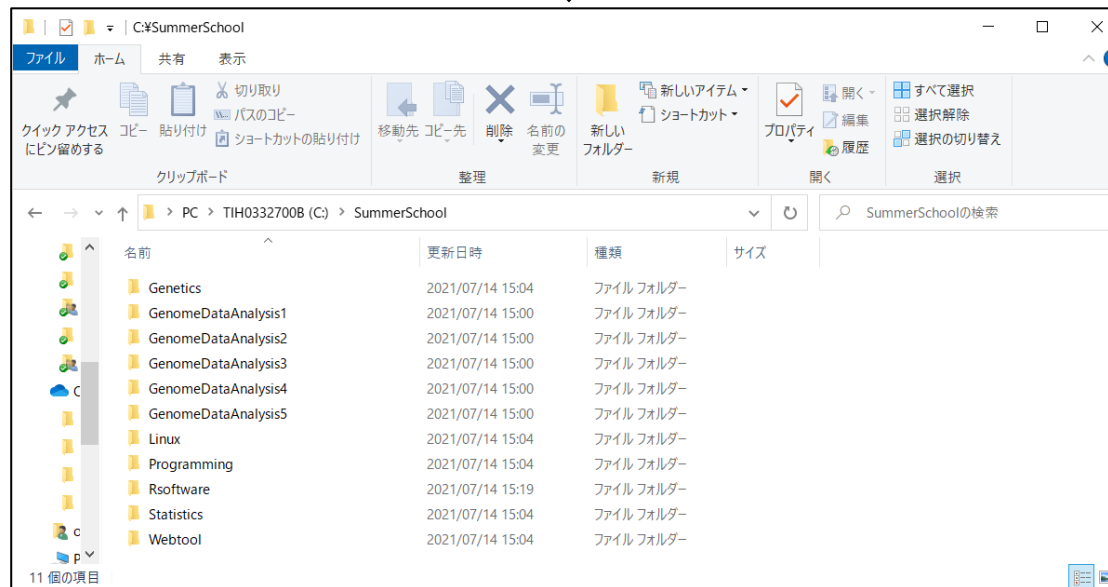 C:¥SummerSchool
ファイル ホーム 共有 表示
クイック アクセス
にピン留めする
コピー
貼り付け
切り取り
パスのコピー
ショートカットの貼り付け
クリップボード
移動先
コピー先
削除
名前の
変更
整理
新しい
フォルダー
新しいアイテム
ショートカット
新規
プロパティ
開く
編集
履歴
開く
すべて選択
選択解除
選択の切り替え
選択
PC > TIH0332700B (C:) > SummerSchool
SummerSchoolの検索
名前 更新日時 種類 サイズ
Genetics 2021/07/14 15:04 ファイル フォルダー
GenomeDataAnalysis1 2021/07/14 15:00 ファイル フォルダー
GenomeDataAnalysis2 2021/07/14 15:00 ファイル フォルダー
GenomeDataAnalysis3 2021/07/14 15:00 ファイル フォルダー
GenomeDataAnalysis4 2021/07/14 15:00 ファイル フォルダー
GenomeDataAnalysis5 2021/07/14 15:00 ファイル フォルダー
Linux 2021/07/14 15:04 ファイル フォルダー
Programming 2021/07/14 15:04 ファイル フォルダー
Rsoftware 2021/07/14 15:19 ファイル フォルダー
Statistics 2021/07/14 15:04 ファイル フォルダー
Webtool 2021/07/14 15:04 ファイル フォルダー
11 個の項目